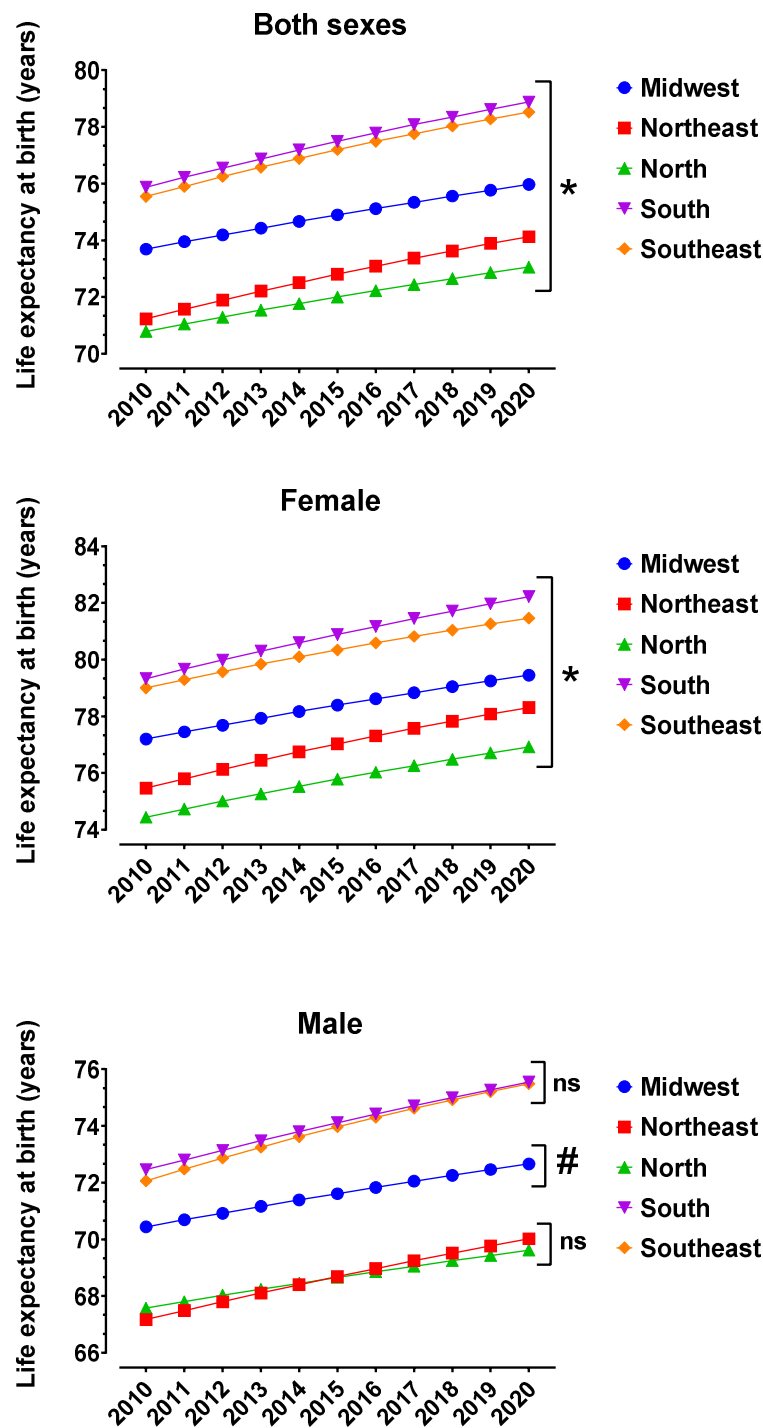 Both sexes
Life expectancy at birth (years)
80
78
76
74
72
70
2010 2011 2012 2013 2014 2015 2016 2017 2018 2019 2020
*
Midwest
Northeast
North
South
Southeast
Female
Life expectancy at birth (years)
84
82
80
78
76
74
2010 2011 2012 2013 2014 2015 2016 2017 2018 2019 2020
*
Midwest
Northeast
North
South
Southeast
Male
Life expectancy at birth (years)
76
74
72
70
68
66
2010 2011 2012 2013 2014 2015 2016 2017 2018 2019 2020
ns
#
ns
Midwest
Northeast
North
South
Southeast